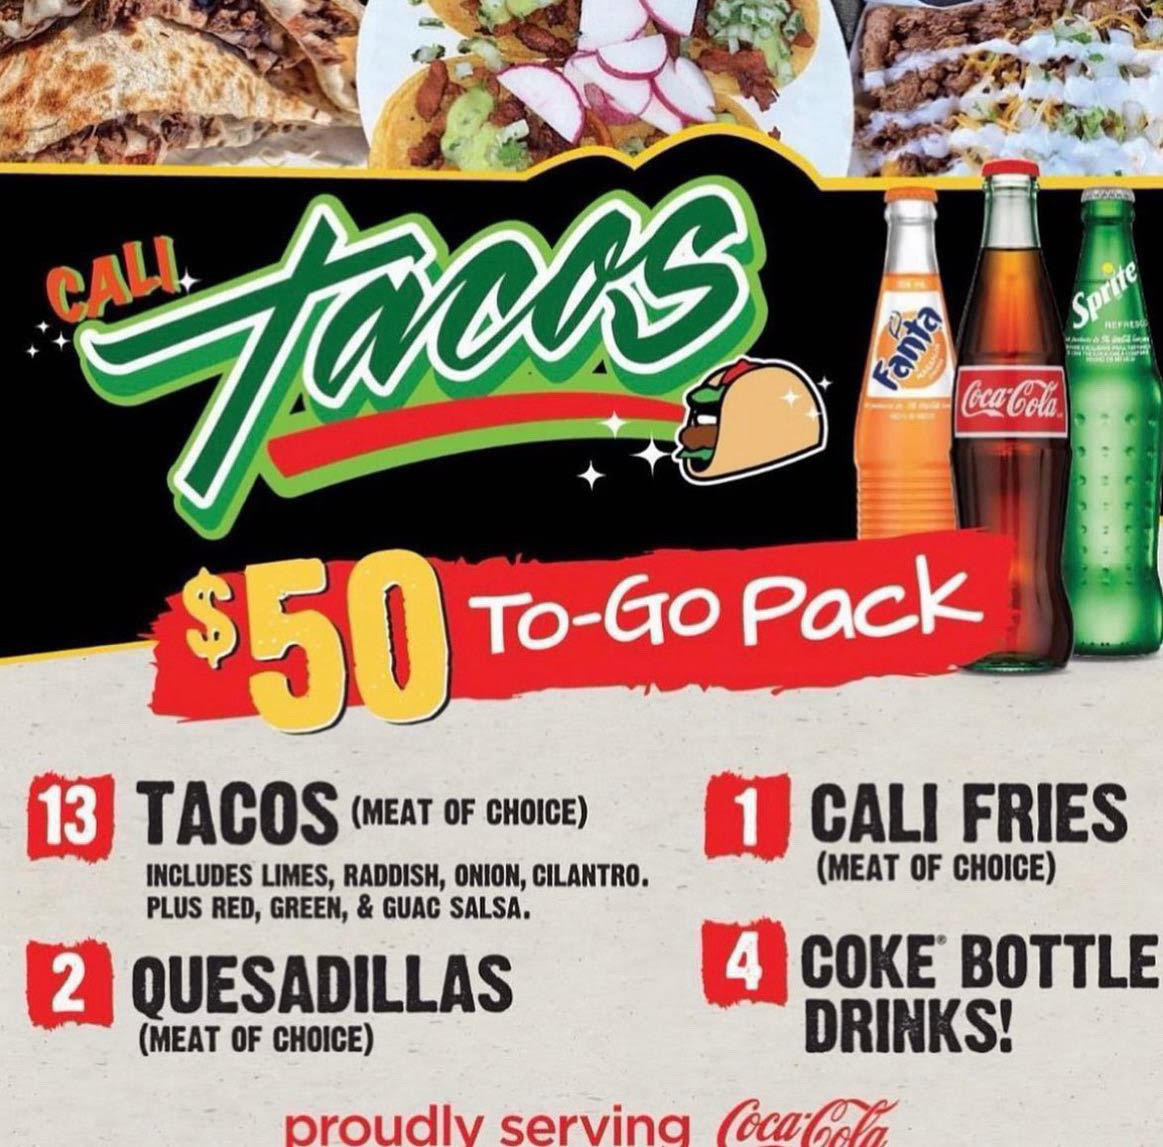 CALI
Tacos
Fanta
Coca-Cola
Sprite
REFRESCO
$50 To-Go Pack
13 TACOS (MEAT OF CHOICE)
INCLUDES LIMES, RADDISH, ONION, CILANTRO.
PLUS RED, GREEN, & GUAC SALSA.
2 QUESADILLAS
(MEAT OF CHOICE)
1 CALI FRIES
(MEAT OF CHOICE)
4 COKE® BOTTLE
DRINKS!
proudly serving Coca-Cola